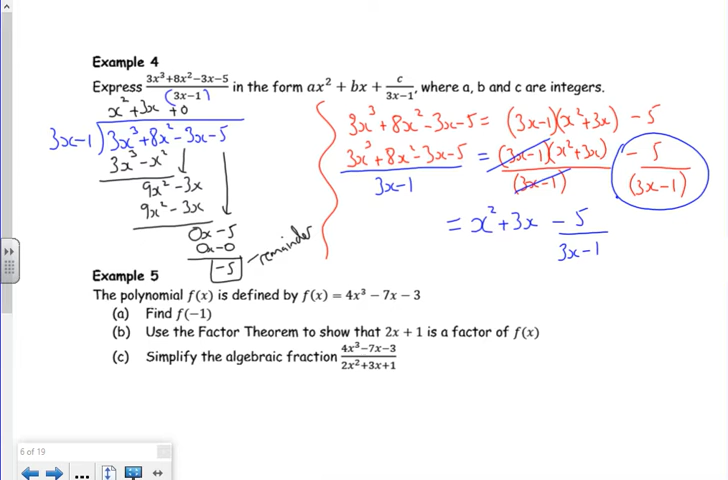 Example 4
Express (3x³+8x²−3x−5)/(3x−1) in the form ax² + bx + c/(3x−1), where a, b and c are integers.
x² + 3x + 0
3x−1 ) 3x³ + 8x² − 3x − 5
3x³ − x²
9x² − 3x
9x² − 3x
0x − 5
0x − 0
−5 − remainder
3x³ + 8x² − 3x − 5 = (3x−1)(x²+3x) − 5
(3x³ + 8x² − 3x − 5)/(3x−1) = (3x−1)(x²+3x)/(3x−1) − 5/(3x−1)
= x² + 3x − 5/(3x−1)
Example 5
The polynomial f(x) is defined by f(x) = 4x³ − 7x − 3
(a) Find f(−1)
(b) Use the Factor Theorem to show that 2x + 1 is a factor of f(x)
(c) Simplify the algebraic fraction (4x³−7x−3)/(2x²+3x+1)
6 of 19